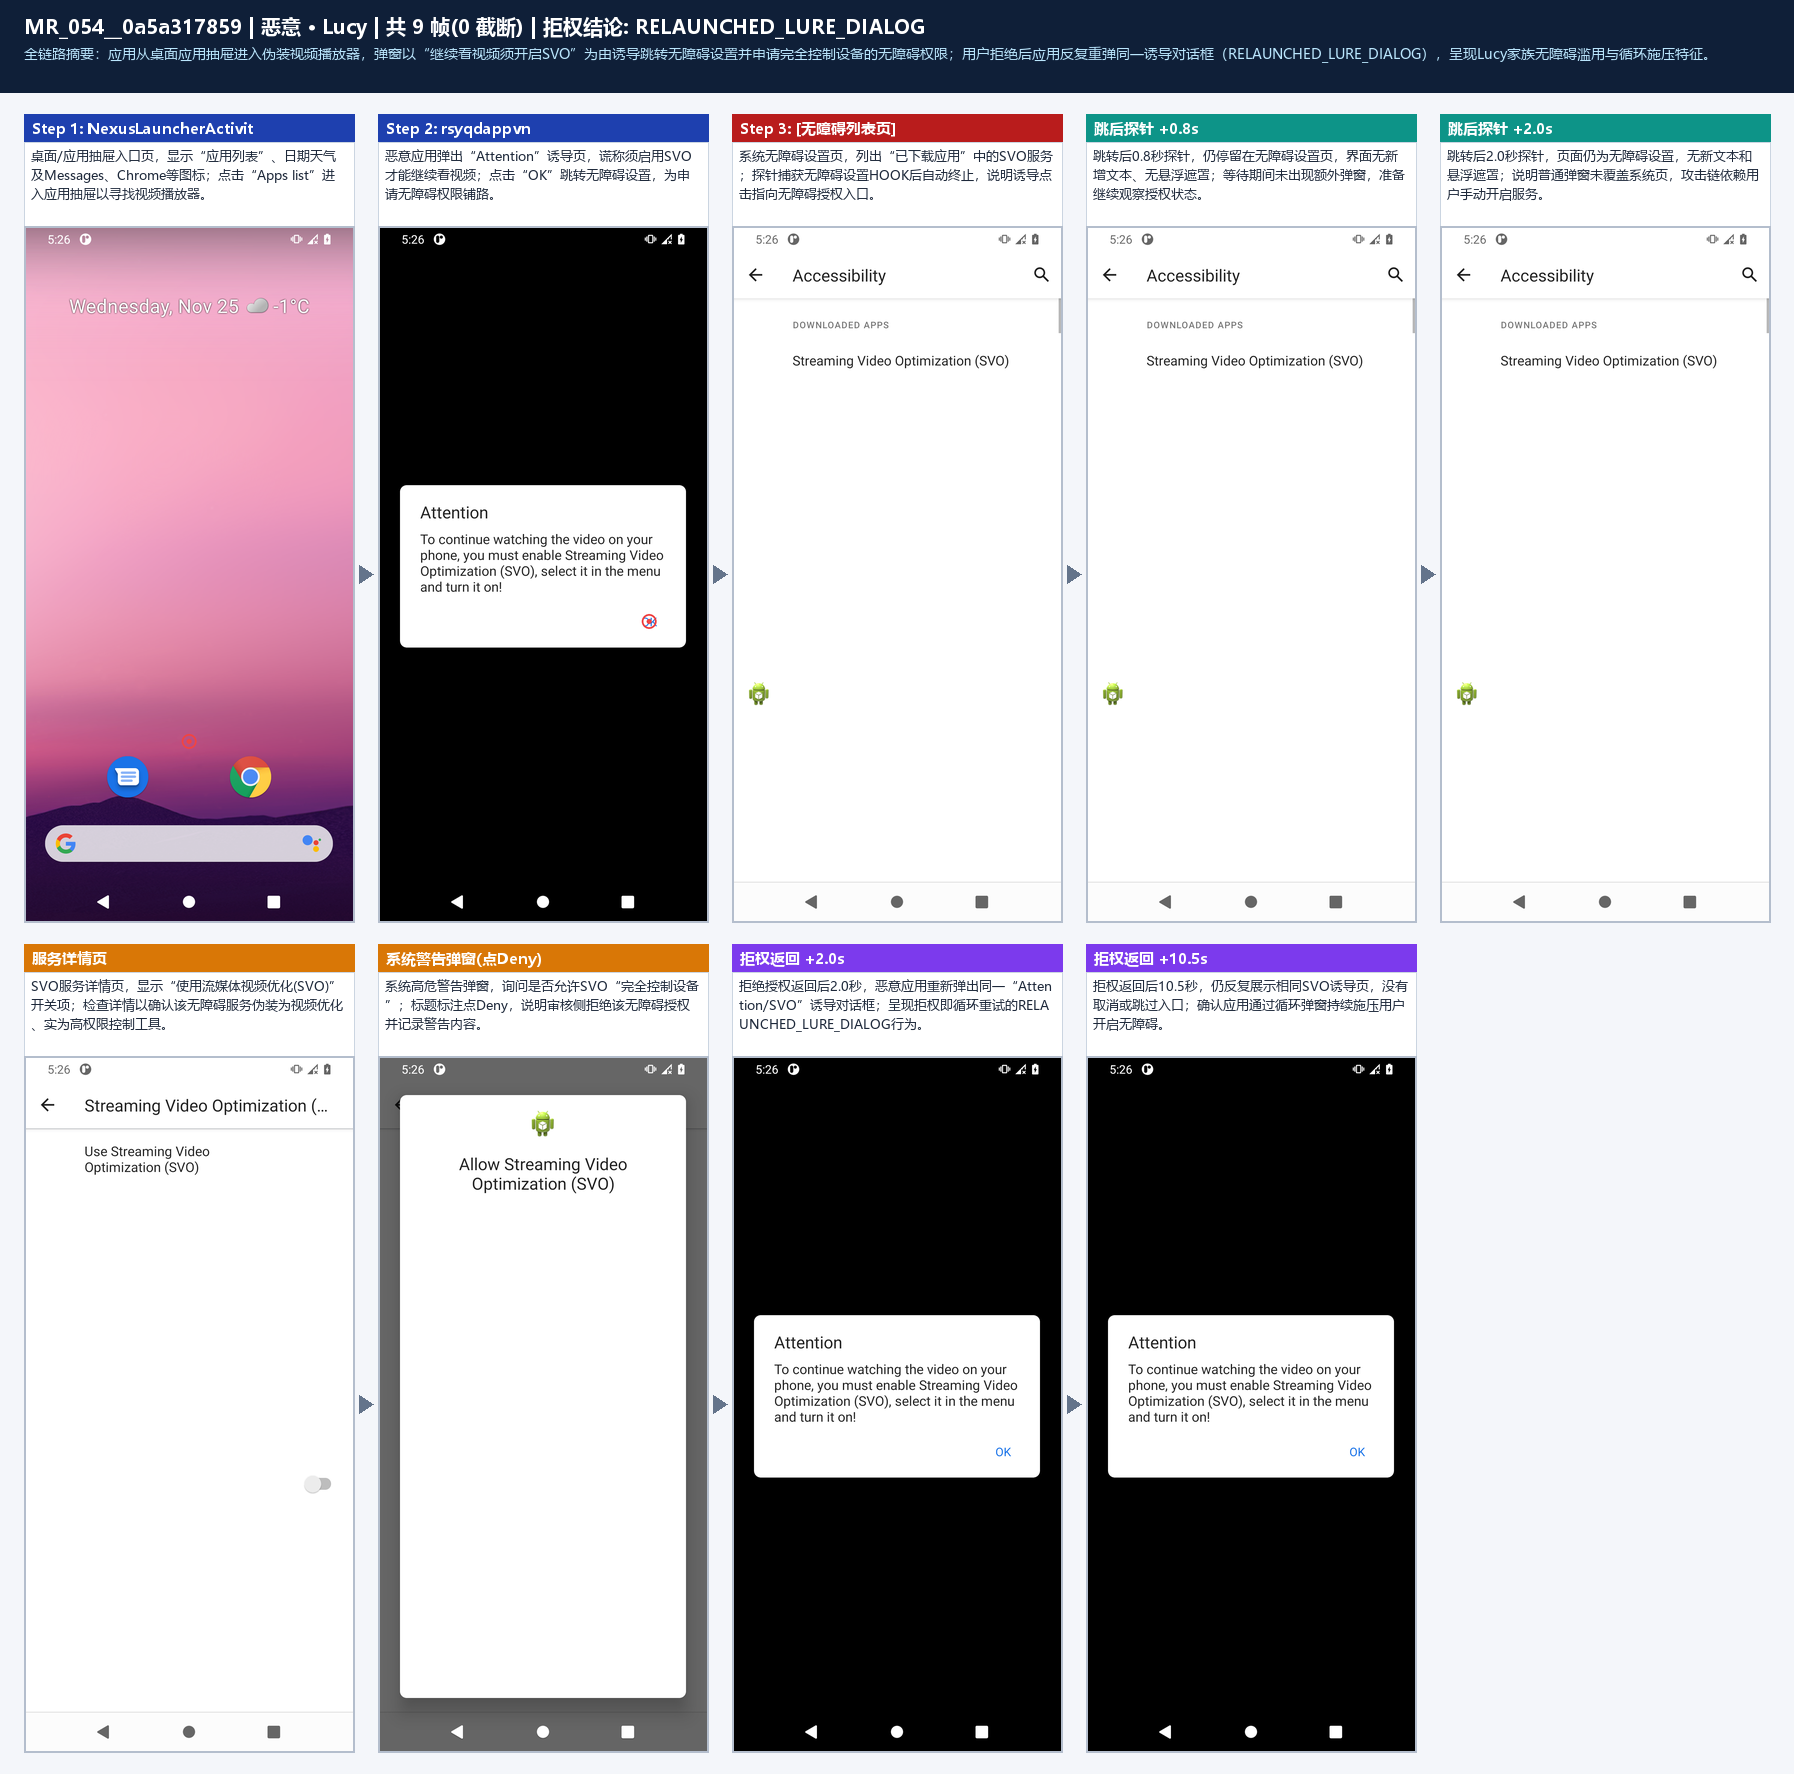 MR_054__0a5a317859 | 恶意 • Lucy | 共 9 帧(0 截断) | 拒权结论: RELAUNCHED_LURE_DIALOG
全链路摘要：应用从桌面应用抽屉进入伪装视频播放器，弹窗以“继续看视频须开启SVO”为由诱导跳转无障碍设置并申请完全控制设备的无障碍权限；用户拒绝后应用反复重弹同一诱导对话框（RELAUNCHED_LURE_DIALOG），呈现Lucy家族无障碍滥用与循环施压特征。
Step 1: NexusLauncherActivit
桌面/应用抽屉入口页，显示“应用列表”、日期天气
及Messages、Chrome等图标；点击“Apps list”进
入应用抽屉以寻找视频播放器。
5:26
Wednesday, Nov 25 -1°C
Step 2: rsyqdappvn
恶意应用弹出“Attention”诱导页，谎称须启用SVO
才能继续看视频；点击“OK”跳转无障碍设置，为申
请无障碍权限铺路。
5:26
Attention
To continue watching the video on your
phone, you must enable Streaming Video
Optimization (SVO), select it in the menu
and turn it on!
Step 3: [无障碍列表页]
系统无障碍设置页，列出“已下载应用”中的SVO服务
；探针捕获无障碍设置HOOK后自动终止，说明诱导点
击指向无障碍授权入口。
5:26
Accessibility
DOWNLOADED APPS
Streaming Video Optimization (SVO)
跳后探针 +0.8s
跳转后0.8秒探针，仍停留在无障碍设置页，界面无新
增文本、无悬浮遮罩；等待期间未出现额外弹窗，准备
继续观察授权状态。
5:26
Accessibility
DOWNLOADED APPS
Streaming Video Optimization (SVO)
跳后探针 +2.0s
跳转后2.0秒探针，页面仍为无障碍设置，无新文本和
悬浮遮罩；说明普通弹窗未覆盖系统页，攻击链依赖用
户手动开启服务。
5:26
Accessibility
DOWNLOADED APPS
Streaming Video Optimization (SVO)
服务详情页
SVO服务详情页，显示“使用流媒体视频优化(SVO)”
开关项；检查详情以确认该无障碍服务伪装为视频优化
、实为高权限控制工具。
5:26
Streaming Video Optimization (...
Use Streaming Video
Optimization (SVO)
系统警告弹窗(点Deny)
系统高危警告弹窗，询问是否允许SVO“完全控制设备
”；标题标注点Deny，说明审核侧拒绝该无障碍授权
并记录警告内容。
5:26
Allow Streaming Video
Optimization (SVO)
拒权返回 +2.0s
拒绝授权返回后2.0秒，恶意应用重新弹出同一“Atten
tion/SVO”诱导对话框；呈现拒权即循环重试的RELA
UNCHED_LURE_DIALOG行为。
5:26
Attention
To continue watching the video on your
phone, you must enable Streaming Video
Optimization (SVO), select it in the menu
and turn it on!
OK
拒权返回 +10.5s
拒权返回后10.5秒，仍反复展示相同SVO诱导页，没有
取消或跳过入口；确认应用通过循环弹窗持续施压用户
开启无障碍。
5:26
Attention
To continue watching the video on your
phone, you must enable Streaming Video
Optimization (SVO), select it in the menu
and turn it on!
OK